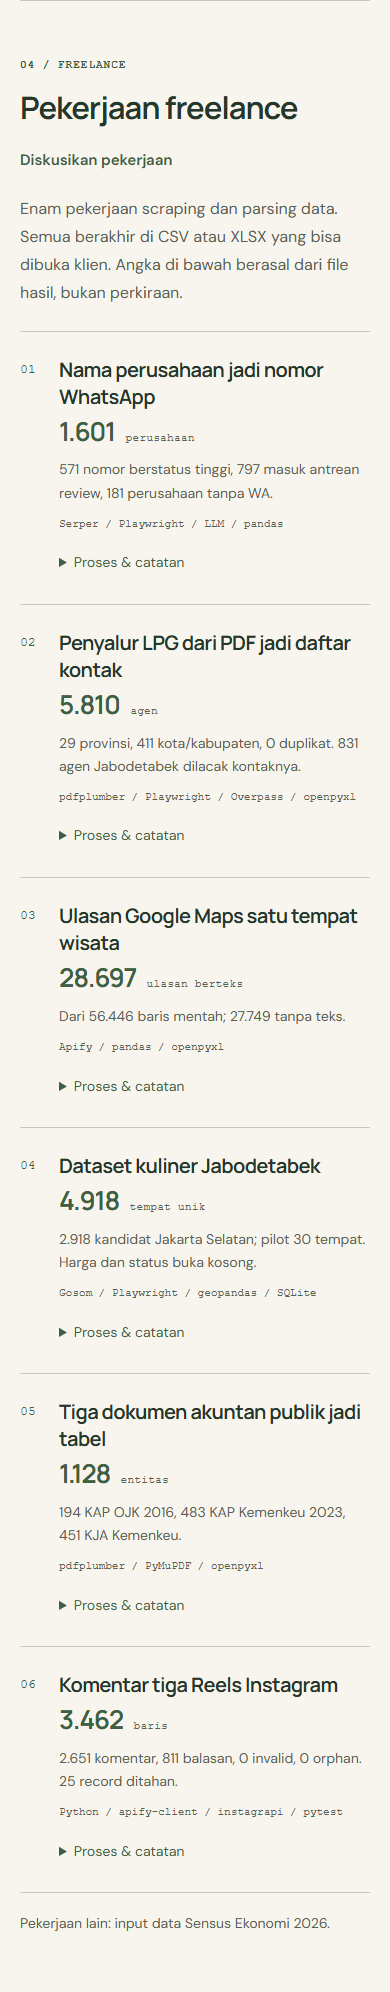 04 / FREELANCE
Pekerjaan freelance
Diskusikan pekerjaan
Enam pekerjaan scraping dan parsing data.
Semua berakhir di CSV atau XLSX yang bisa
dibuka klien. Angka di bawah berasal dari file
hasil, bukan perkiraan.
01
Nama perusahaan jadi nomor
WhatsApp
1.601 perusahaan
571 nomor berstatus tinggi, 797 masuk antrean
review, 181 perusahaan tanpa WA.
Serper / Playwright / LLM / pandas
▶ Proses & catatan
02
Penyalur LPG dari PDF jadi daftar
kontak
5.810 agen
29 provinsi, 411 kota/kabupaten, 0 duplikat. 831
agen Jabodetabek dilacak kontaknya.
pdfplumber / Playwright / Overpass / openpyxl
▶ Proses & catatan
03
Ulasan Google Maps satu tempat
wisata
28.697 ulasan berteks
Dari 56.446 baris mentah; 27.749 tanpa teks.
Apify / pandas / openpyxl
▶ Proses & catatan
04
Dataset kuliner Jabodetabek
4.918 tempat unik
2.918 kandidat Jakarta Selatan; pilot 30 tempat.
Harga dan status buka kosong.
Gosom / Playwright / geopandas / SQLite
▶ Proses & catatan
05
Tiga dokumen akuntan publik jadi
tabel
1.128 entitas
194 KAP OJK 2016, 483 KAP Kemenkeu 2023,
451 KJA Kemenkeu.
pdfplumber / PyMuPDF / openpyxl
▶ Proses & catatan
06
Komentar tiga Reels Instagram
3.462 baris
2.651 komentar, 811 balasan, 0 invalid, 0 orphan.
25 record ditahan.
Python / apify-client / instagrapi / pytest
▶ Proses & catatan
Pekerjaan lain: input data Sensus Ekonomi 2026.